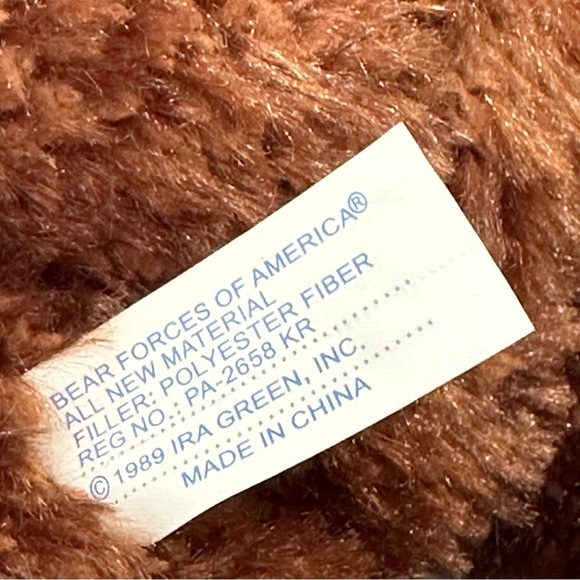 BEAR FORCES OF AMERICA®
ALL NEW MATERIAL
FILLER: POLYESTER FIBER
REG NO.: PA-2658 KR
© 1989 IRA GREEN, INC.
MADE IN CHINA